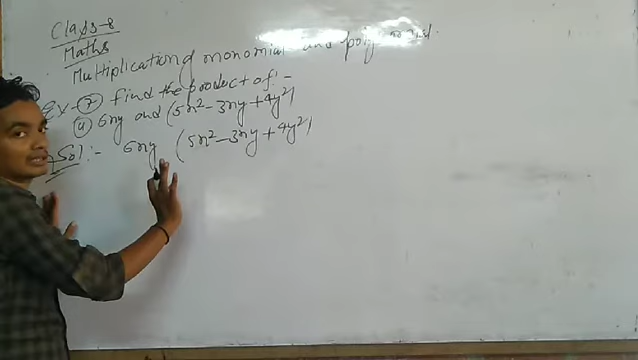 Class-8
Maths
Multiplication of monomial and polynomial.
Ex-⑦ Find the product of :-
④ 6xy and (5x²-3xy+4y²)
Sol:- 6xy (5x²-3xy+4y²)